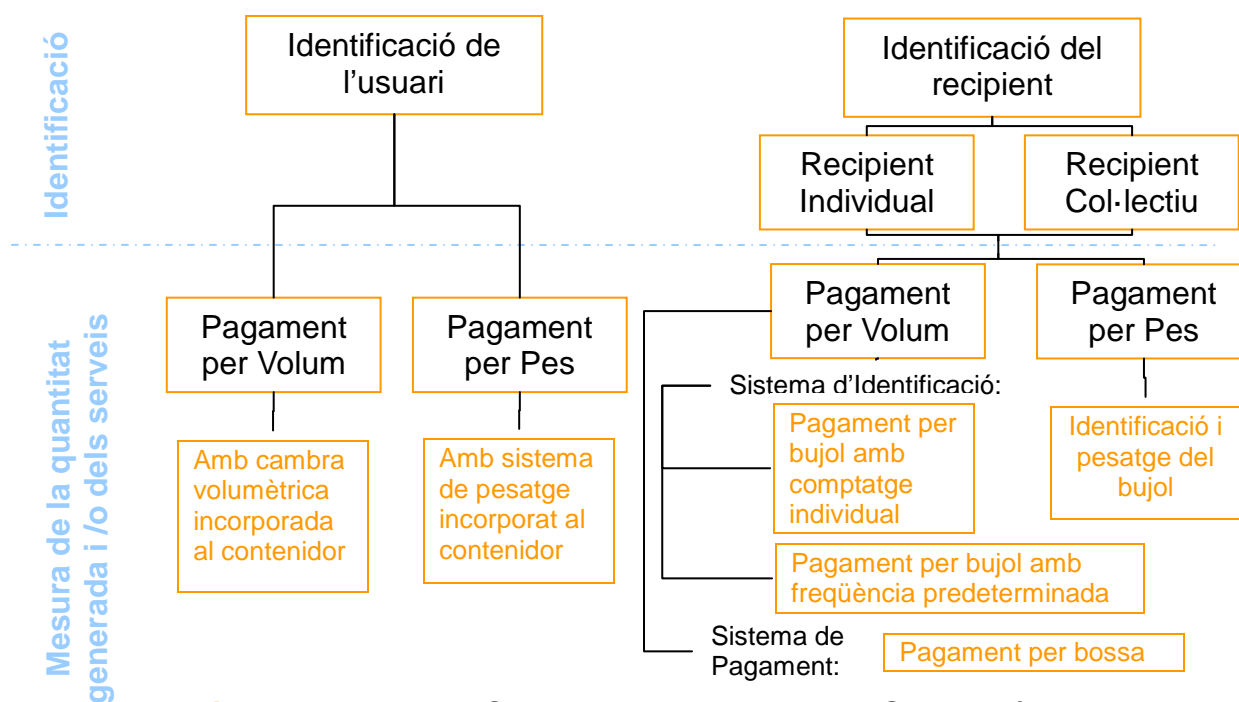 Identificació
Identificació de
l'usuari
Identificació del
recipient
Recipient
Individual
Recipient
Col·lectiu
Mesura de la quantitat
generada i /o dels serveis
Pagament
per Volum
Pagament
per Pes
Pagament
per Volum
Pagament
per Pes
Amb cambra
volumètrica
incorporada
al contenidor
Amb sistema
de pesatge
incorporat al
contenidor
Sistema d'Identificació:
Pagament per
bujol amb
comptatge
individual
Identificació i
pesatge del
bujol
Pagament per bujol amb
freqüència predeterminada
Sistema de
Pagament:
Pagament per bossa